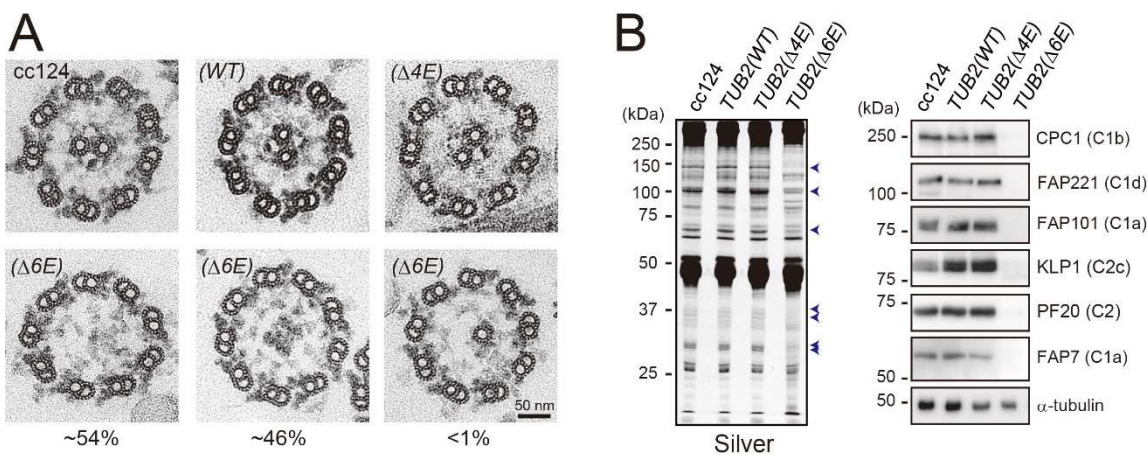 A
cc124
(WT)
(Δ4E)
(Δ6E)
(Δ6E)
(Δ6E)
50 nm
~54%
~46%
<1%
B
cc124
TUB2(WT)
TUB2(Δ4E)
TUB2(Δ6E)
(kDa)
250
150
100
75
50
37
25
Silver
cc124
TUB2(WT)
TUB2(Δ4E)
TUB2(Δ6E)
(kDa)
250
CPC1 (C1b)
100
FAP221 (C1d)
75
FAP101 (C1a)
75
KLP1 (C2c)
75
PF20 (C2)
50
FAP7 (C1a)
50
α-tubulin